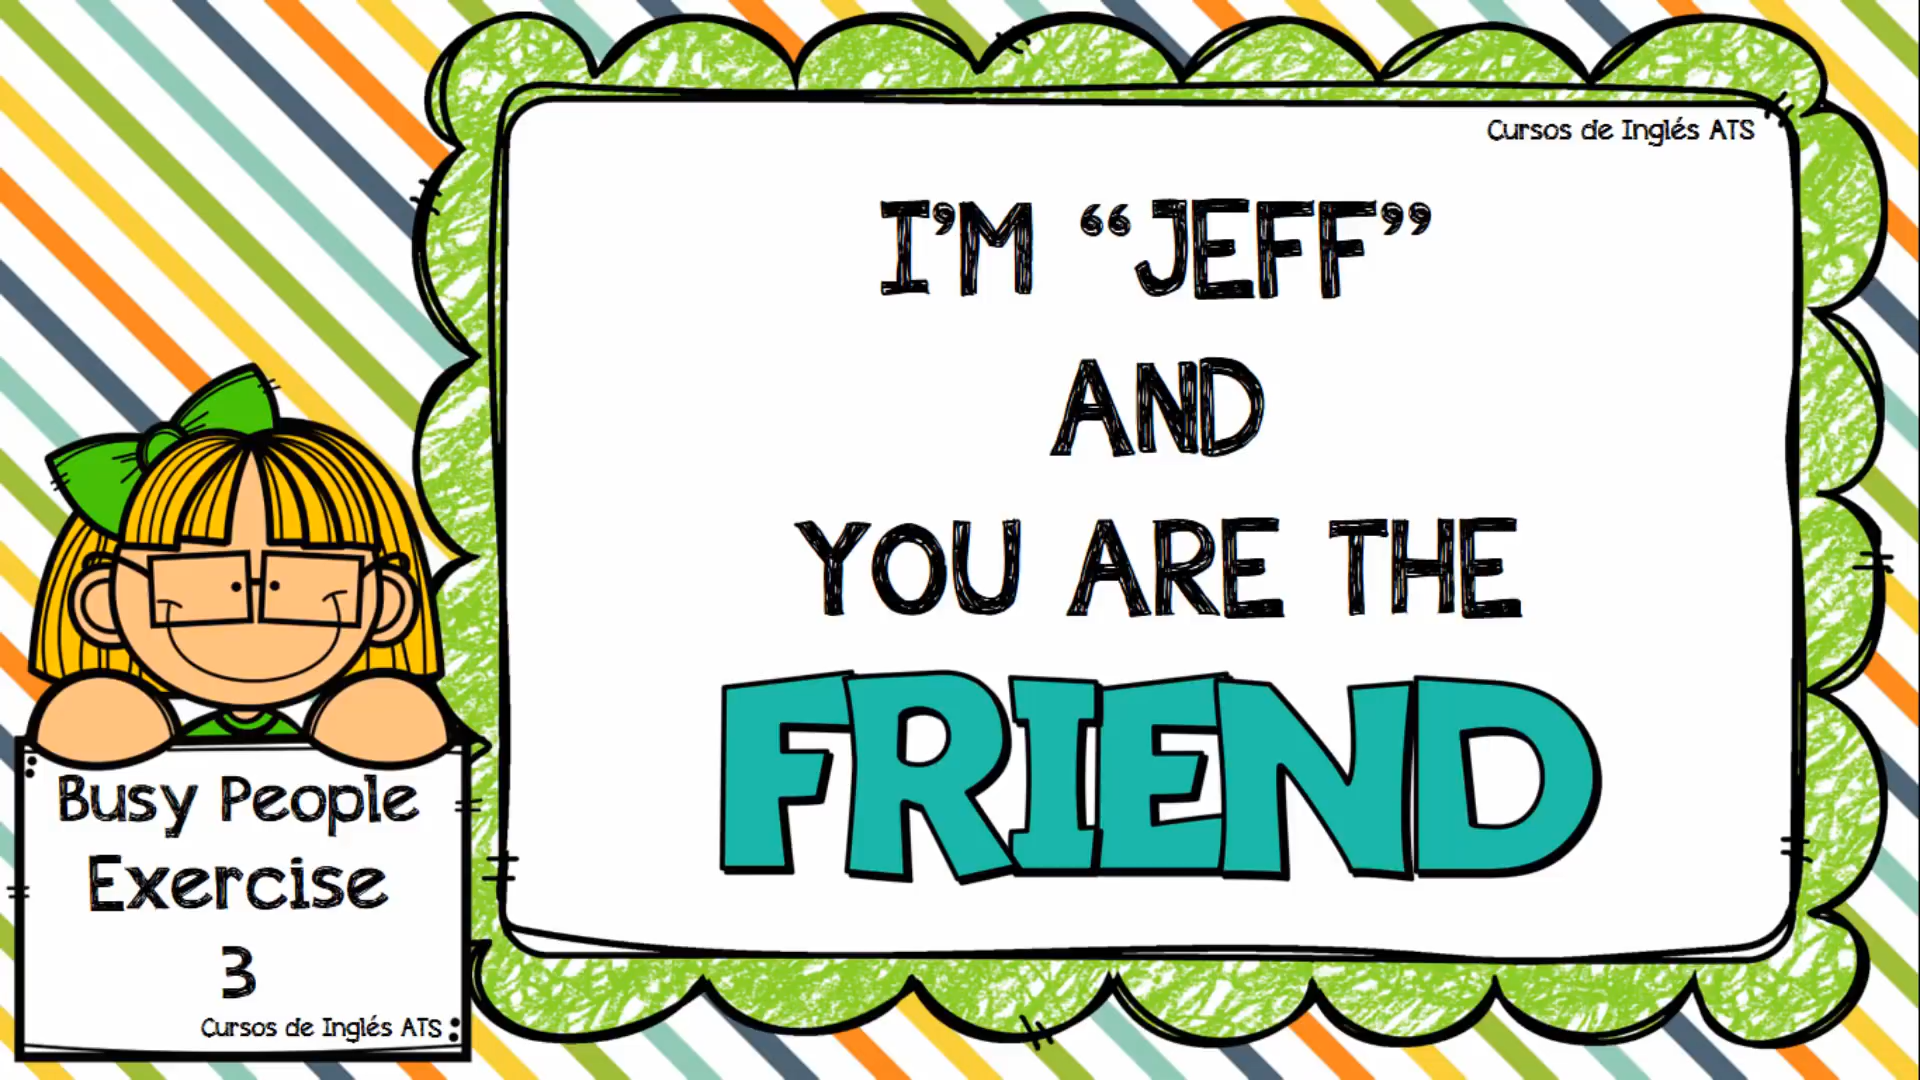 Cursos de Inglés ATS
I'M “JEFF”
AND
YOU ARE THE
FRIEND
Busy People
Exercise
3
Cursos de Inglés ATS